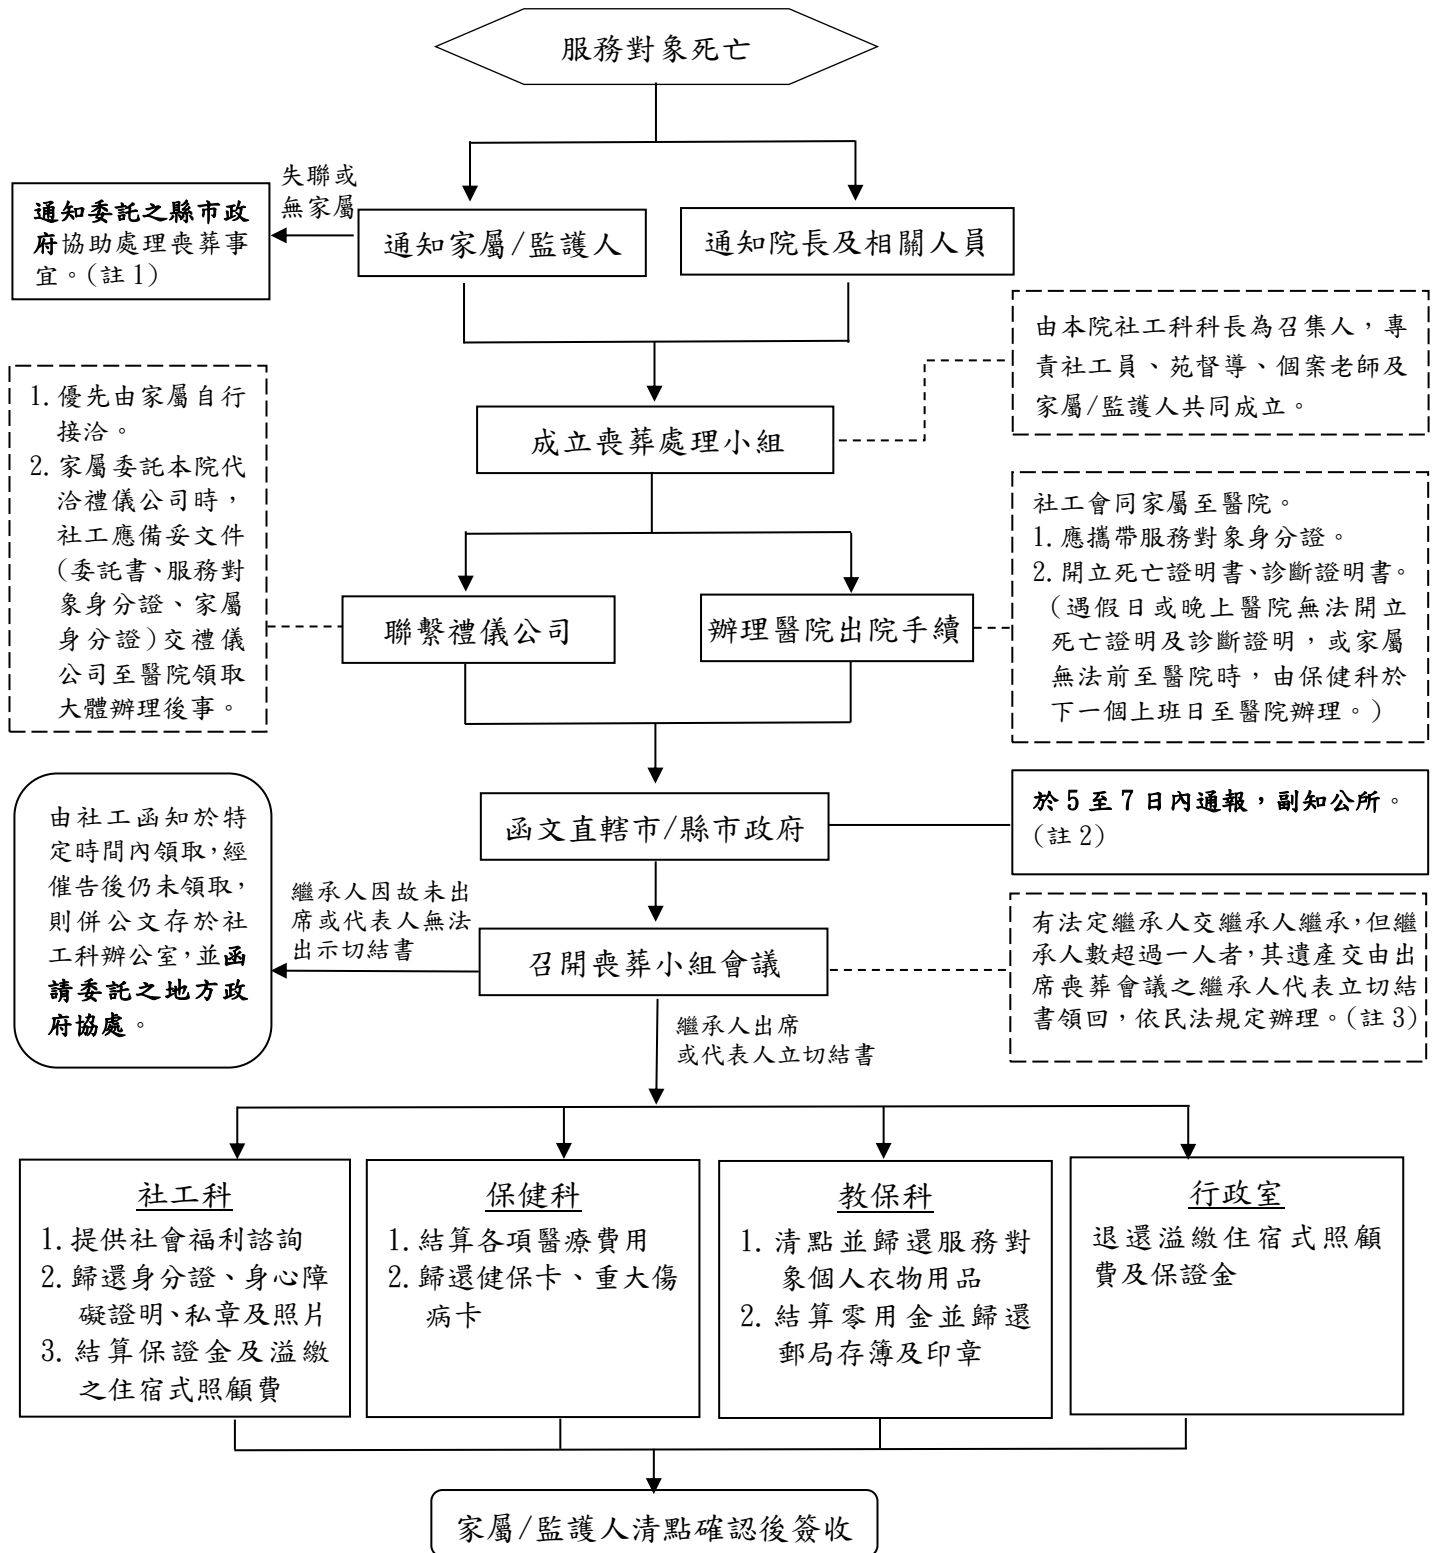 服務對象死亡
失聯或
無家屬
通知委託之縣市政
府協助處理喪葬事
宜。(註1)
通知家屬/監護人
通知院長及相關人員
由本院社工科科長為召集人，專
責社工員、苑督導、個案老師及
家屬/監護人共同成立。
成立喪葬處理小組
1.優先由家屬自行
接洽。
2.家屬委託本院代
洽禮儀公司時，
社工應備妥文件
(委託書、服務對
象身分證、家屬
身分證)交禮儀
公司至醫院領取
大體辦理後事。
聯繫禮儀公司
辦理醫院出院手續
社工會同家屬至醫院。
1.應攜帶服務對象身分證。
2.開立死亡證明書、診斷證明書。
(遇假日或晚上醫院無法開立
死亡證明及診斷證明，或家屬
無法前至醫院時，由保健科於
下一個上班日至醫院辦理。)
函文直轄市/縣市政府
於5至7日內通報，副知公所。
(註2)
由社工函知於特
定時間內領取，經
催告後仍未領取，
則併公文存於社
工科辦公室，並函
請委託之地方政
府協處。
繼承人因故未出
席或代表人無法
出示切結書
召開喪葬小組會議
有法定繼承人交繼承人繼承，但繼
承人數超過一人者，其遺產交由出
席喪葬會議之繼承人代表立切結
書領回，依民法規定辦理。(註3)
繼承人出席
或代表人立切結書
社工科
1.提供社會福利諮詢
2.歸還身分證、身心障
礙證明、私章及照片
3.結算保證金及溢繳
之住宿式照顧費
保健科
1.結算各項醫療費用
2.歸還健保卡、重大傷
病卡
教保科
1.清點並歸還服務對
象個人衣物用品
2.結算零用金並歸還
郵局存簿及印章
行政室
退還溢繳住宿式照顧
費及保證金
家屬/監護人清點確認後簽收